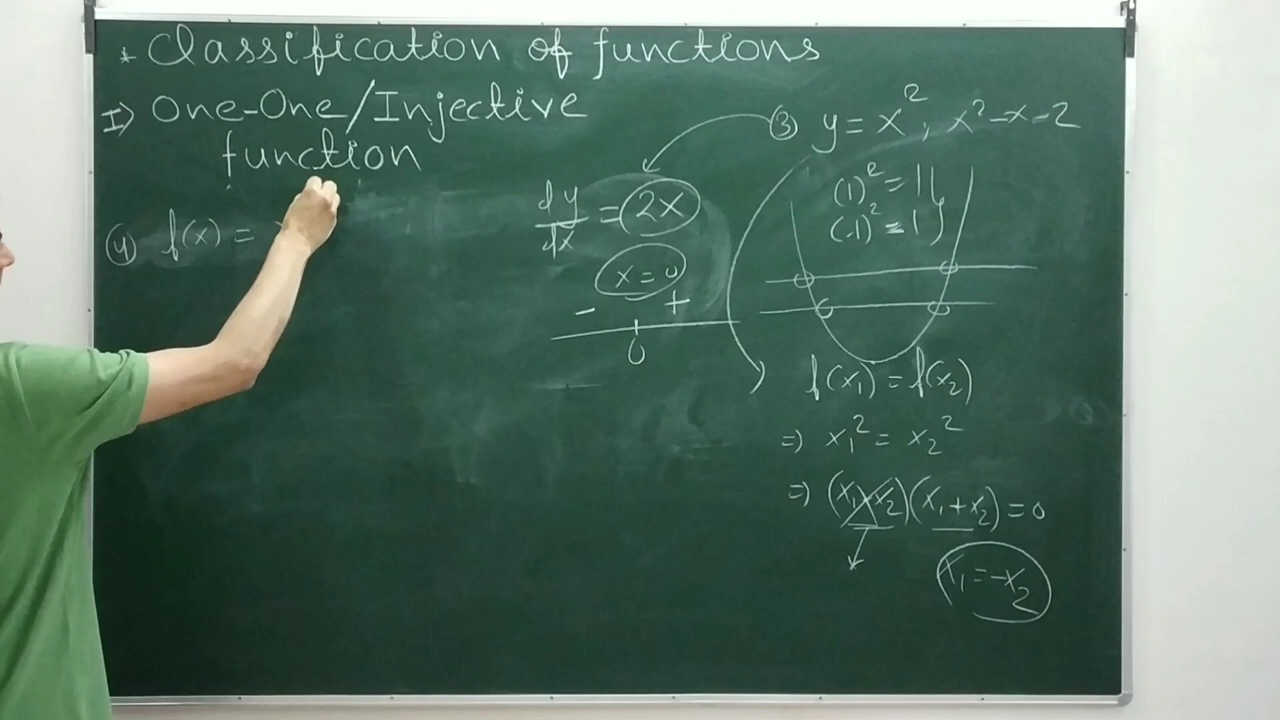 * Classification of functions
I) One-One/Injective
function
(4) f(x) =
(3) y = x², x²-x-2
(1)² = 1
(-1)² = 1
dy/dx = 2x
x = 0
- +
0
f(x₁) = f(x₂)
=) x₁² = x₂²
=) (x₁-x₂)(x₁+x₂) = 0
x₁ = -x₂